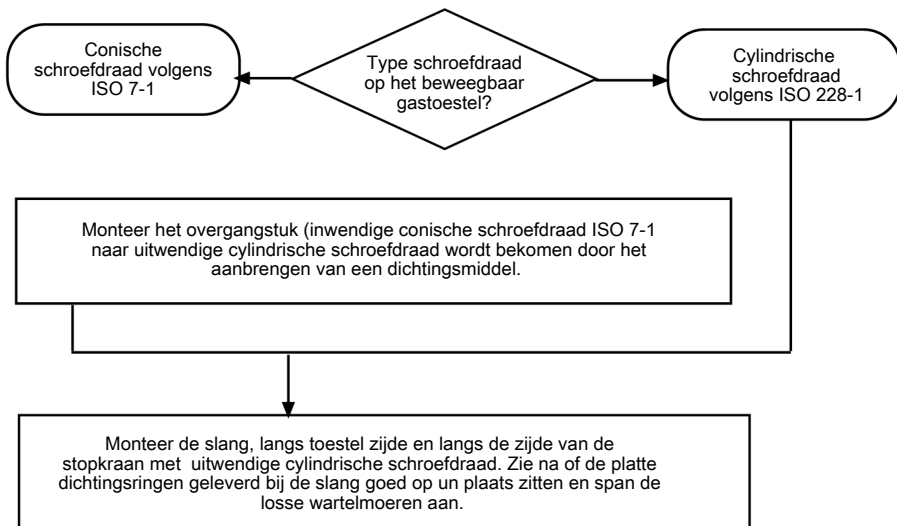 Conische
schroefdraad volgens
ISO 7-1
Type schroefdraad
op het beweegbaar
gastoestel?
Cylindrische
schroefdraad
volgens ISO 228-1
Monteer het overgangstuk (inwendige conische schroefdraad ISO 7-1
naar uitwendige cylindrische schroefdraad wordt bekomen door het
aanbrengen van een dichtingsmiddel.
Monteer de slang, langs toestel zijde en langs de zijde van de
stopkraan met uitwendige cylindrische schroefdraad. Zie na of de platte
dichtingsringen geleverd bij de slang goed op un plaats zitten en span de
losse wartelmoeren aan.